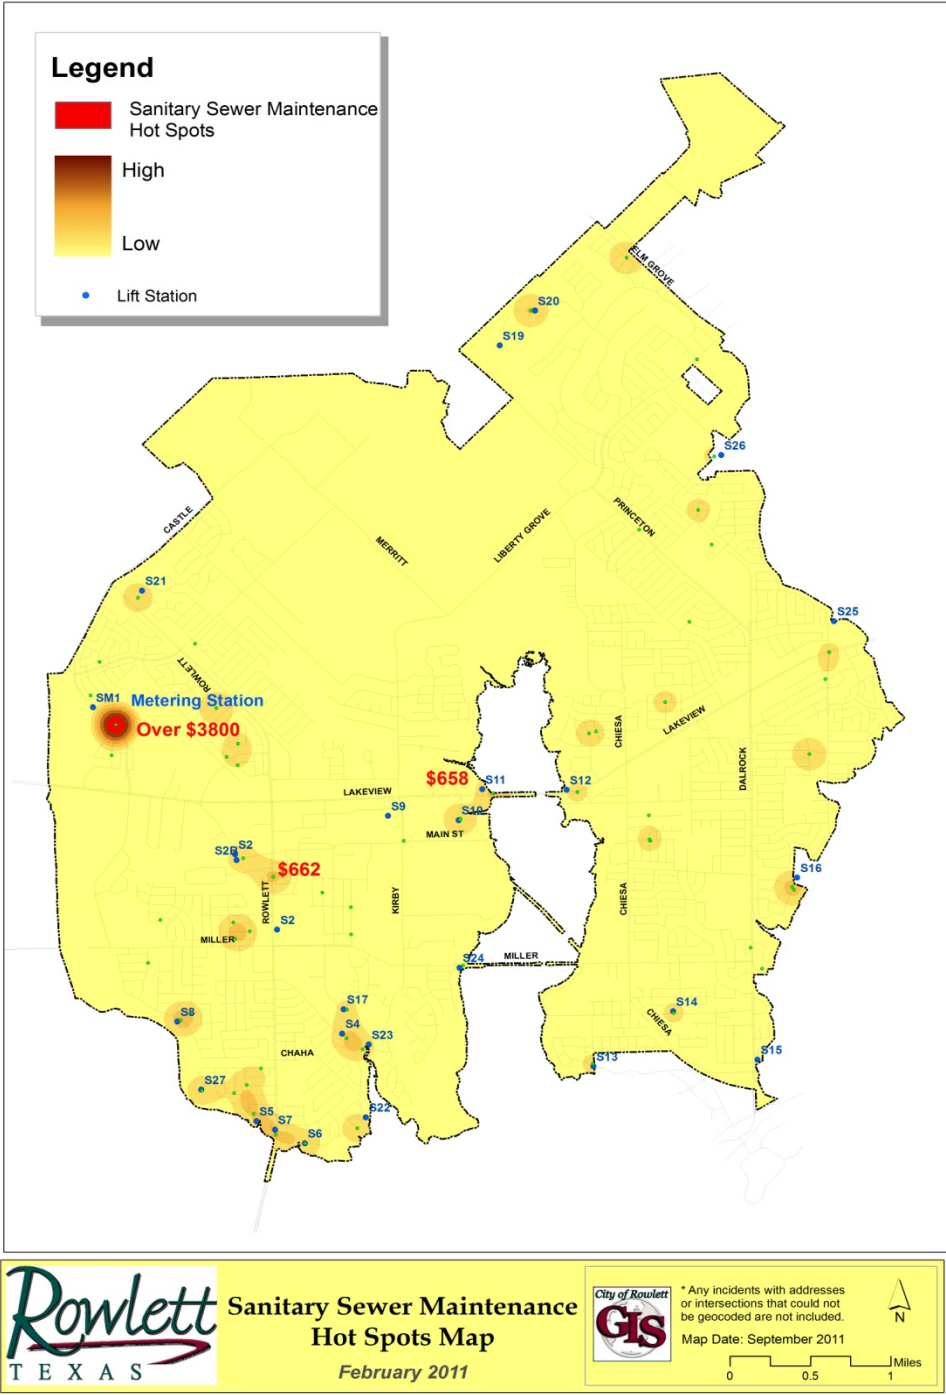 Legend
Sanitary Sewer Maintenance
Hot Spots
High
Low
Lift Station
ELM GROVE
S20
S19
S26
CASTLE
PRINCETON
LIBERTY GROVE
MERRITT
S21
S25
ROWLETT
SM1
Metering Station
Over $3800
CHIESA
LAKEVIEW
DALROCK
$658
S11
S12
LAKEVIEW
S9
S10
MAIN ST
S2B
S2
$662
S16
ROWLETT
KIRBY
CHIESA
S2
MILLER
MILLER
S24
S8
S17
S14
S4
S23
CHIESA
CHAHA
S13
S15
S27
S5
S7
S6
S22
Rowlett
TEXAS
Sanitary Sewer Maintenance
Hot Spots Map
February 2011
City of Rowlett
GIS
* Any incidents with addresses
or intersections that could not
be geocoded are not included.
Map Date: September 2011
N
Miles
0 0.5 1